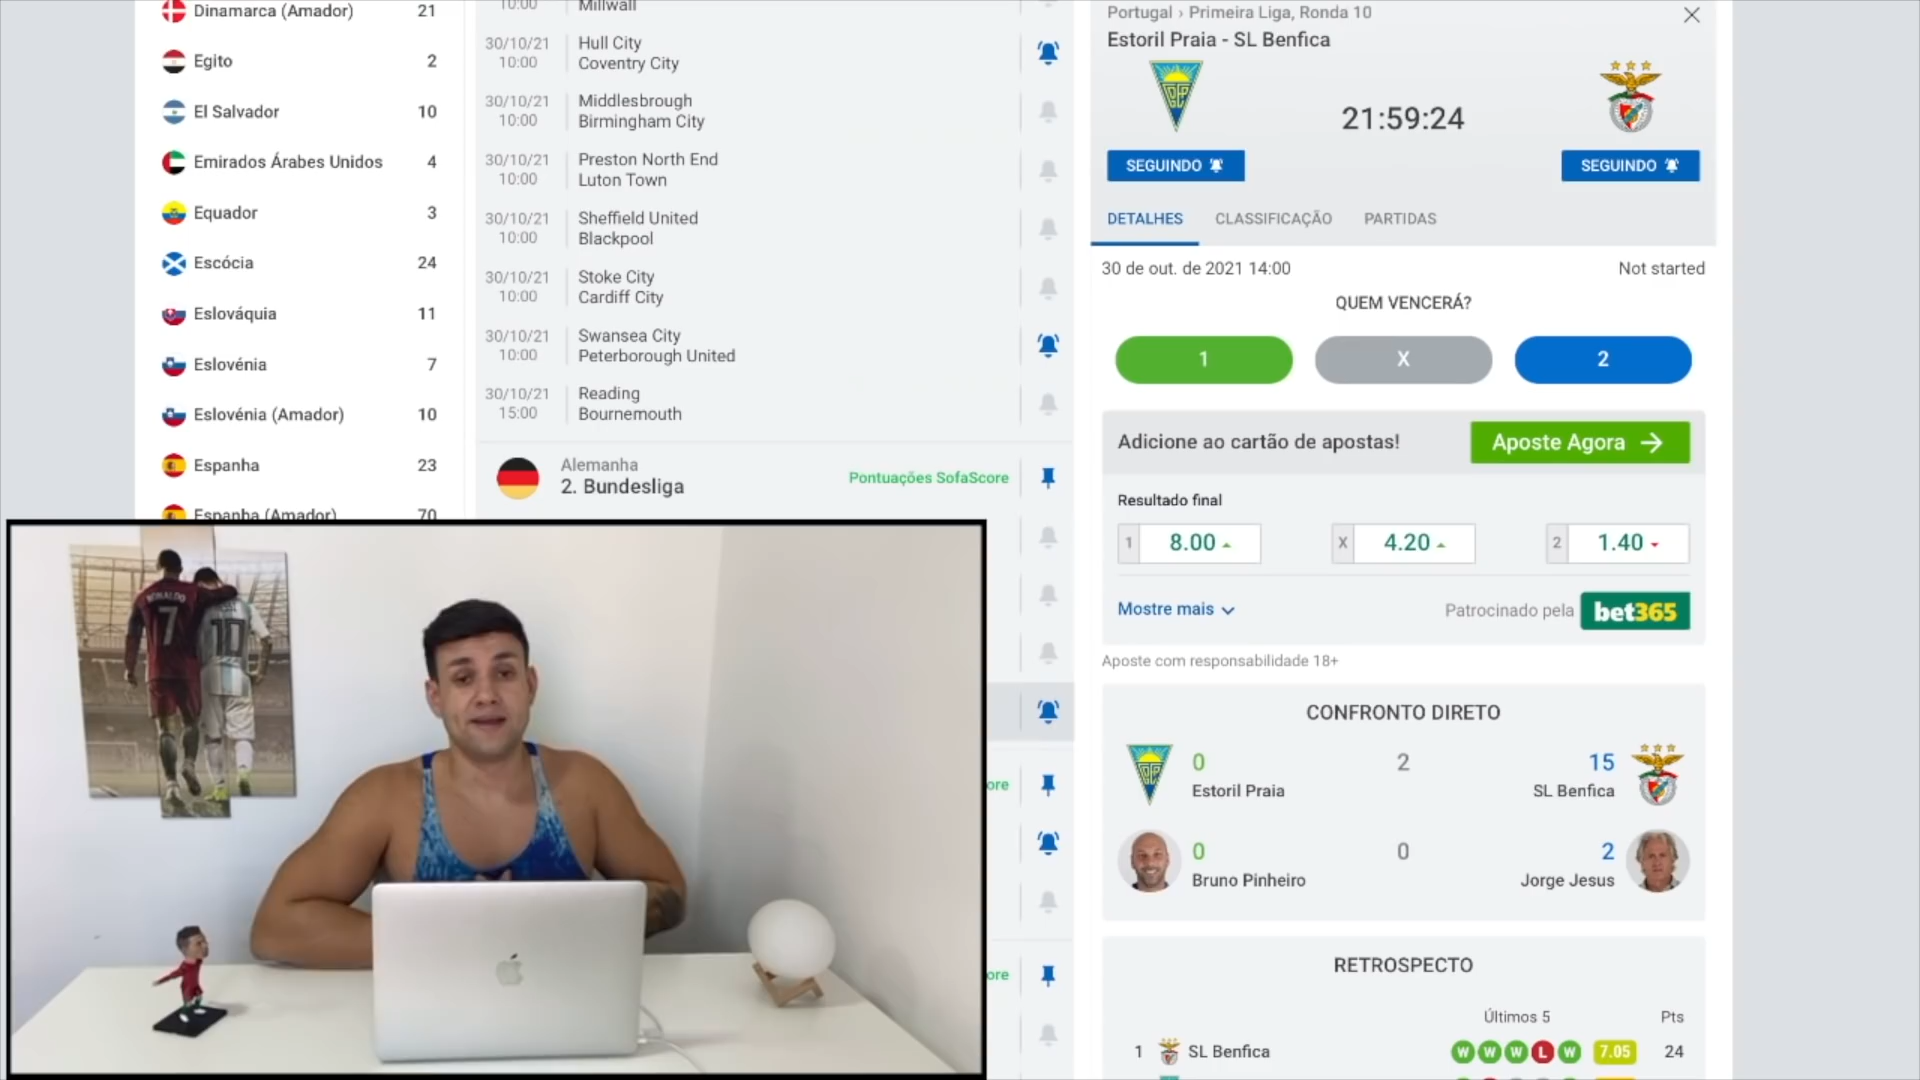 Dinamarca (Amador) 21
Egito 2
El Salvador 10
Emirados Árabes Unidos 4
Equador 3
Escócia 24
Eslováquia 11
Eslovénia 7
Eslovénia (Amador) 10
Espanha 23
Espanha (Amador) 70
10:00 Millwall
30/10/21 Hull City
10:00 Coventry City
30/10/21 Middlesbrough
10:00 Birmingham City
30/10/21 Preston North End
10:00 Luton Town
30/10/21 Sheffield United
10:00 Blackpool
30/10/21 Stoke City
10:00 Cardiff City
30/10/21 Swansea City
10:00 Peterborough United
30/10/21 Reading
15:00 Bournemouth
Alemanha
2. Bundesliga
Pontuações SofaScore
ore
ore
RONALDO
7
10
Portugal › Primeira Liga, Ronda 10
Estoril Praia - SL Benfica
21:59:24
SEGUINDO SEGUINDO
DETALHES CLASSIFICAÇÃO PARTIDAS
30 de out. de 2021 14:00 Not started
QUEM VENCERÁ?
1 X 2
Adicione ao cartão de apostas! Aposte Agora
Resultado final
1 8.00 X 4.20 2 1.40
Mostre mais Patrocinado pela bet365
Aposte com responsabilidade 18+
CONFRONTO DIRETO
0 2 15
Estoril Praia SL Benfica
0 0 2
Bruno Pinheiro Jorge Jesus
RETROSPECTO
Últimos 5 Pts
1 SL Benfica W W W L W 7.05 24